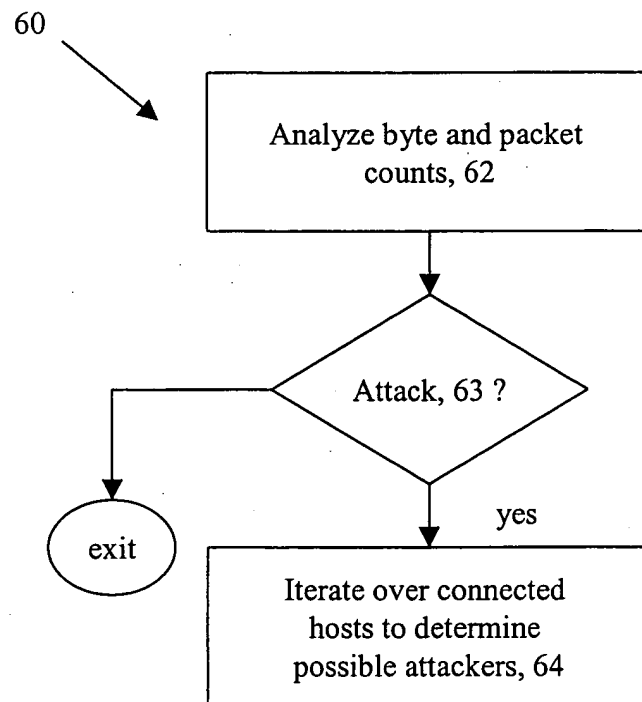 60
Analyze byte and packet
counts, 62
Attack, 63 ?
yes
exit
Iterate over connected
hosts to determine
possible attackers, 64